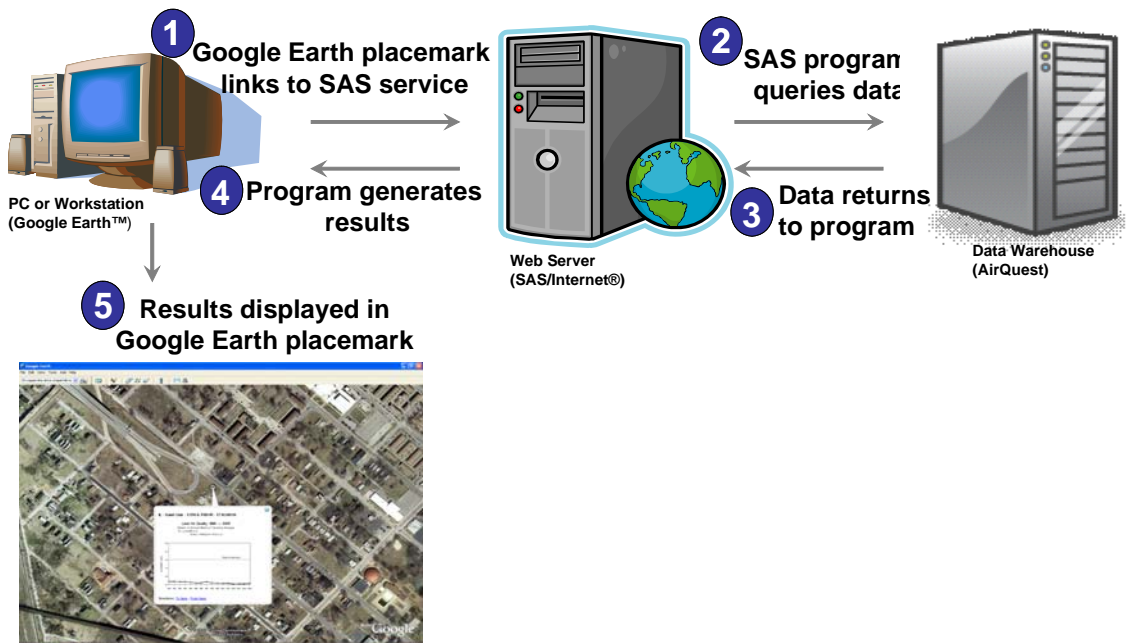 1
Google Earth placemark
links to SAS service
2
SAS program
queries data
4
Program generates
results
3
Data returns
to program
PC or Workstation
(Google Earth™)
Web Server
(SAS/Internet®)
Data Warehouse
(AirQuest)
5
Results displayed in
Google Earth placemark
Google